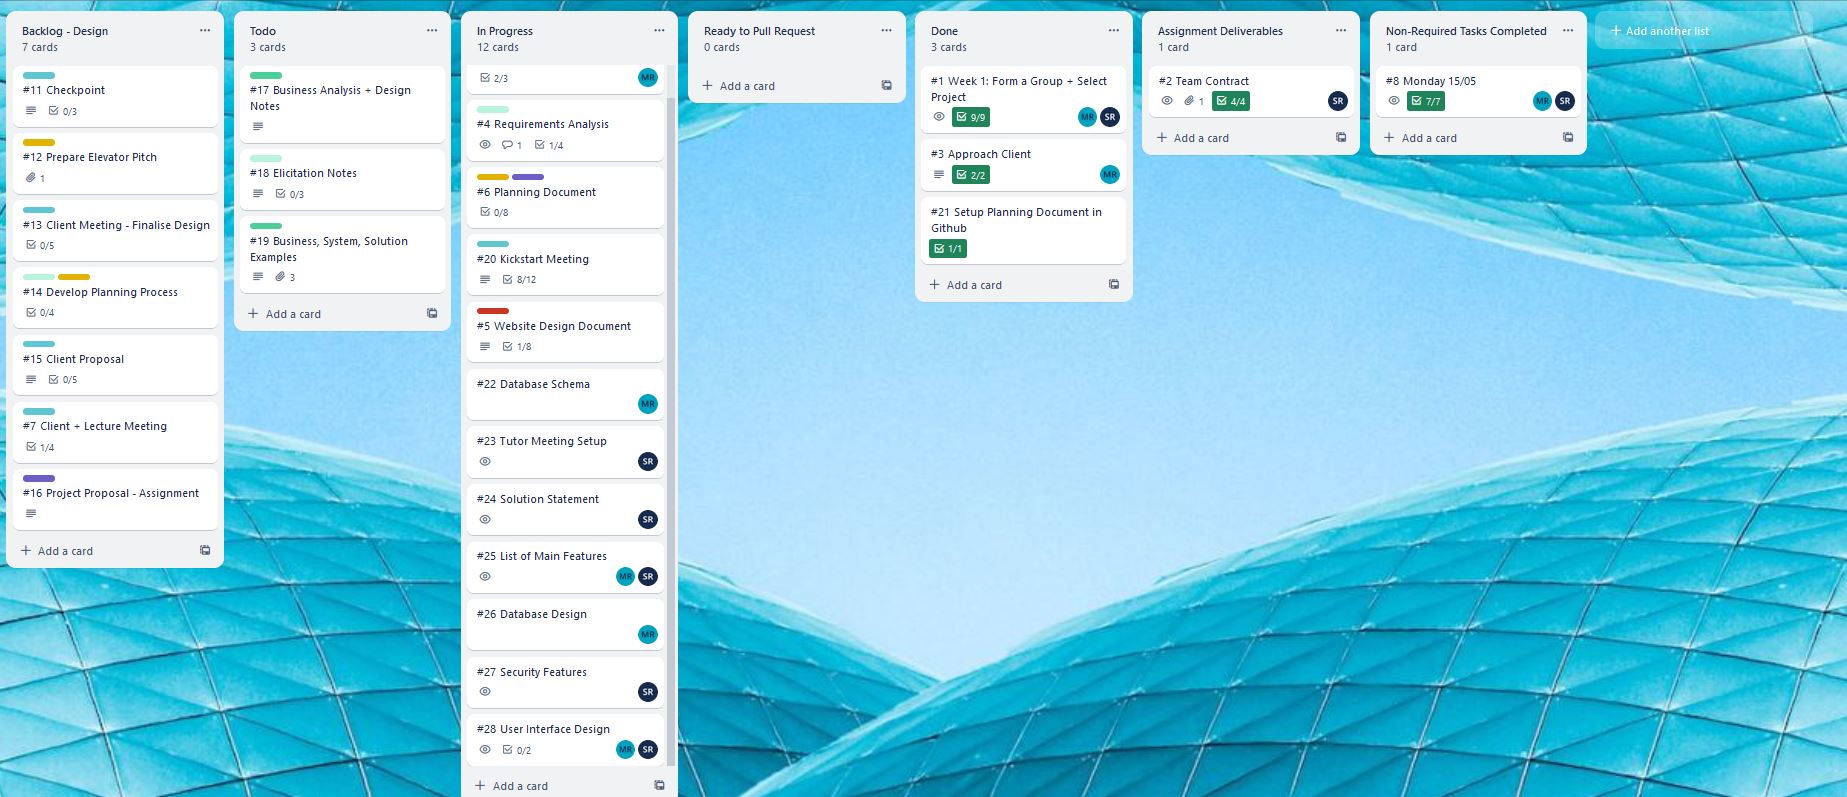 Backlog - Design
7 cards
#11 Checkpoint
0/3
#12 Prepare Elevator Pitch
1
#13 Client Meeting - Finalise Design
0/5
#14 Develop Planning Process
0/4
#15 Client Proposal
0/5
#7 Client + Lecture Meeting
1/4
#16 Project Proposal - Assignment
+ Add a card
Todo
3 cards
#17 Business Analysis + Design
Notes
#18 Elicitation Notes
0/3
#19 Business, System, Solution
Examples
3
+ Add a card
In Progress
12 cards
2/3 MR
#4 Requirements Analysis
1 1/4
#6 Planning Document
0/8
#20 Kickstart Meeting
8/12
#5 Website Design Document
1/8
#22 Database Schema
MR
#23 Tutor Meeting Setup
SR
#24 Solution Statement
SR
#25 List of Main Features
MR SR
#26 Database Design
MR
#27 Security Features
SR
#28 User Interface Design
0/2 MR SR
+ Add a card
Ready to Pull Request
0 cards
+ Add a card
Done
3 cards
#1 Week 1: Form a Group + Select
Project
9/9 MR SR
#3 Approach Client
2/2 MR
#21 Setup Planning Document in
Github
1/1
+ Add a card
Assignment Deliverables
1 card
#2 Team Contract
1 4/4 SR
+ Add a card
Non-Required Tasks Completed
1 card
#8 Monday 15/05
7/7 MR SR
+ Add a card
+ Add another list